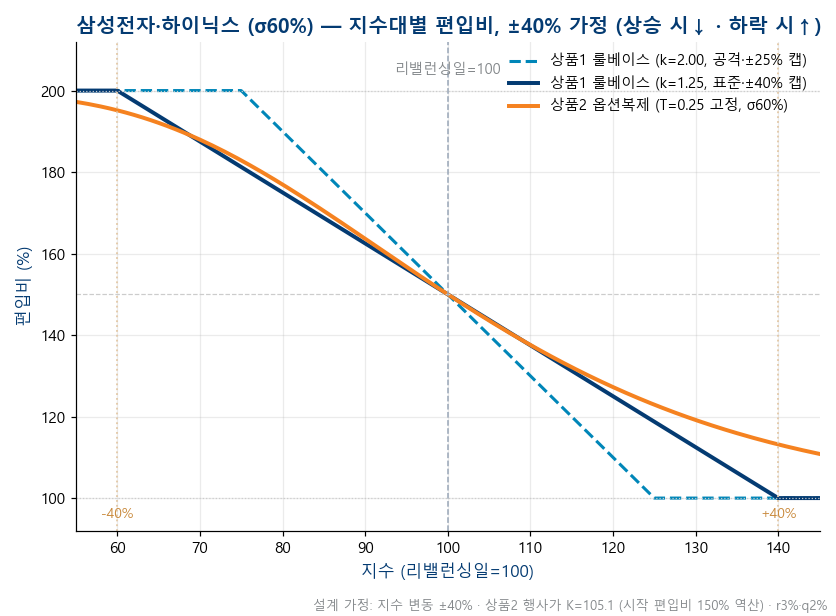 삼성전자·하이닉스 (σ60%) — 지수대별 편입비, ±40% 가정 (상승 시↓ · 하락 시↑)
리밸런싱일=100
상품1 룰베이스 (k=2.00, 공격·±25% 캡)
상품1 룰베이스 (k=1.25, 표준·±40% 캡)
상품2 옵션복제 (T=0.25 고정, σ60%)
편입비 (%)
200
180
160
140
120
100
-40%
+40%
60
70
80
90
100
110
120
130
140
지수 (리밸런싱일=100)
설계 가정: 지수 변동 ±40% · 상품2 행사가 K=105.1 (시작 편입비 150% 역산) · r3%·q2%